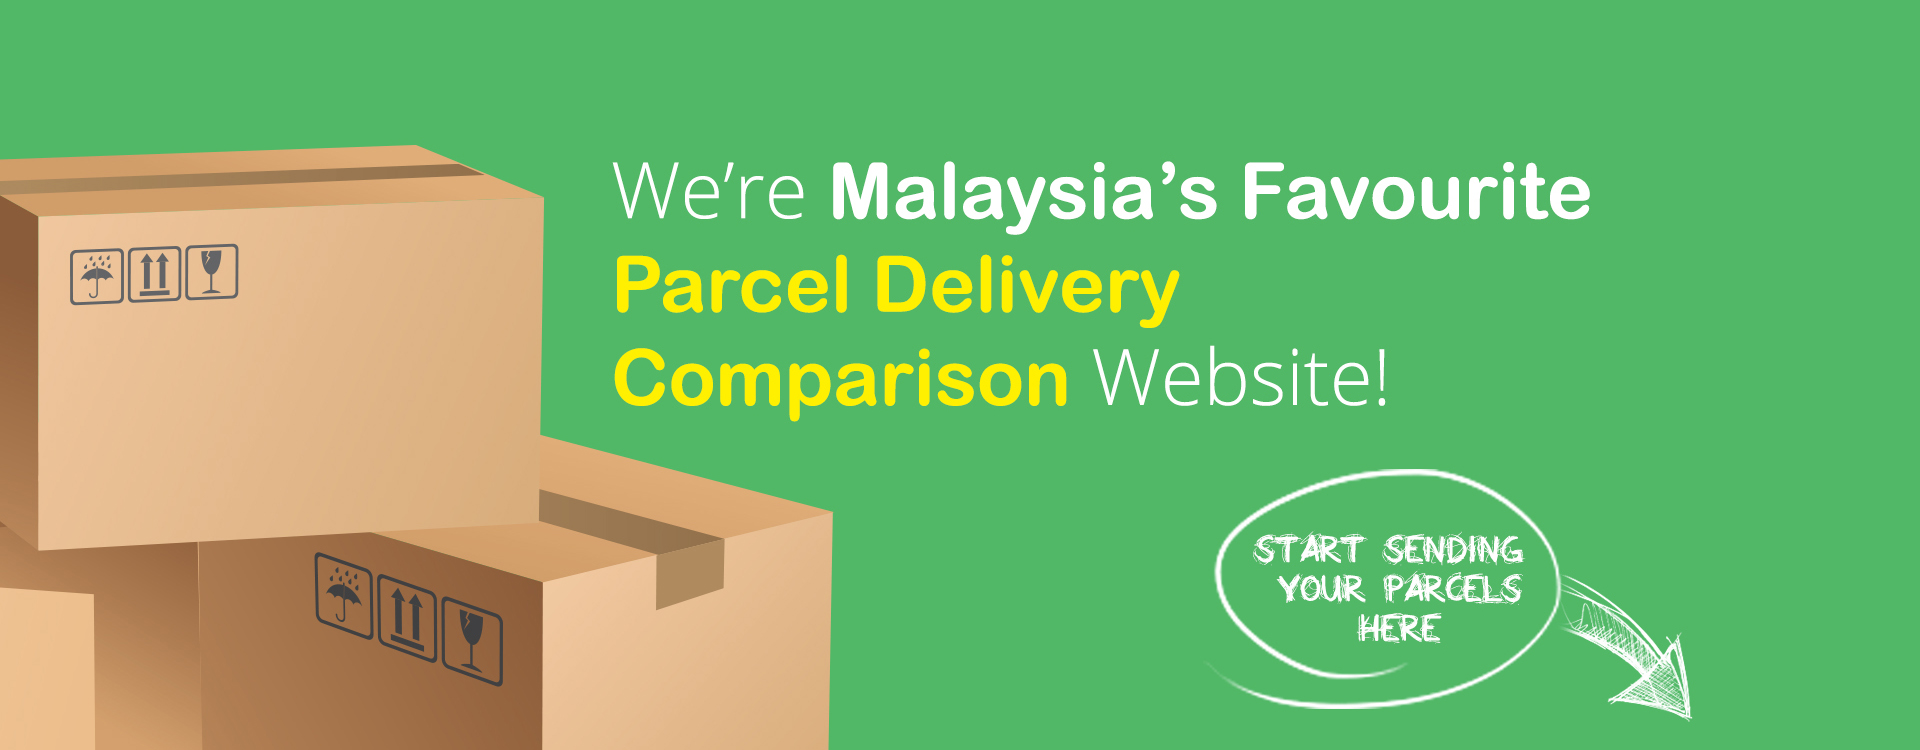 We’re Malaysia’s Favourite
Parcel Delivery
Comparison Website!
START SENDING
YOUR PARCELS
HERE